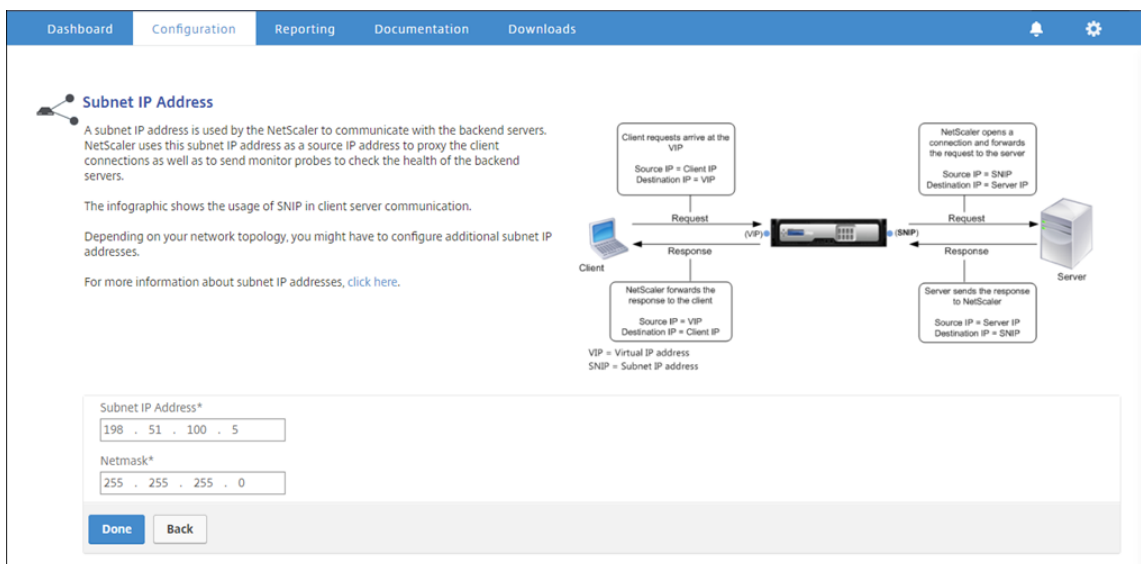 Dashboard
Configuration
Reporting
Documentation
Downloads
Subnet IP Address
A subnet IP address is used by the NetScaler to communicate with the backend servers.
NetScaler uses this subnet IP address as a source IP address to proxy the client
connections as well as to send monitor probes to check the health of the backend
servers.
The infographic shows the usage of SNIP in client server communication.
Depending on your network topology, you might have to configure additional subnet IP
addresses.
For more information about subnet IP addresses, click here.
Client requests arrive at the
VIP
Source IP = Client IP
Destination IP = VIP
NetScaler opens a
connection and forwards
the request to the server
Source IP = SNIP
Destination IP = Server IP
Request
Request
(VIP)
(SNIP)
Response
Response
Client
Server
NetScaler forwards the
response to the client
Source IP = VIP
Destination IP = Client IP
Server sends the response
to NetScaler
Source IP = Server IP
Destination IP = SNIP
VIP = Virtual IP address
SNIP = Subnet IP address
Subnet IP Address*
198 . 51 . 100 . 5
Netmask*
255 . 255 . 255 . 0
Done
Back